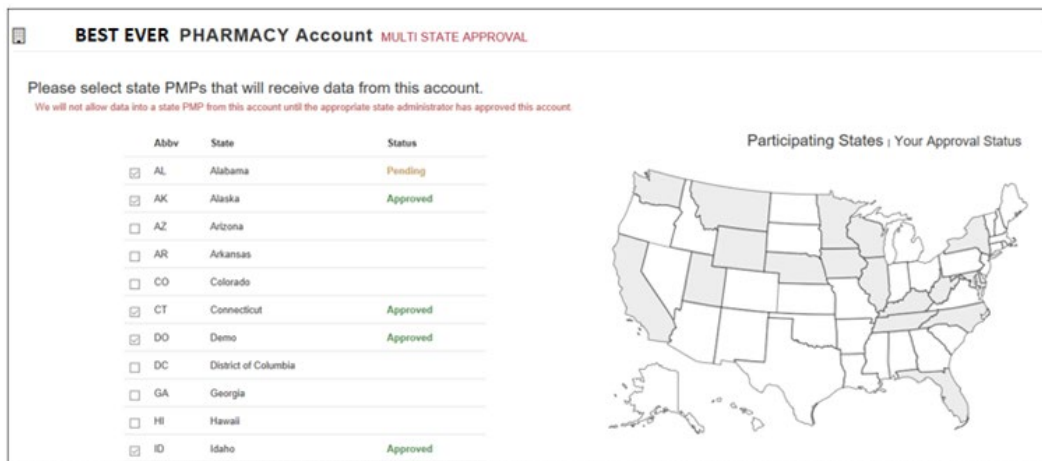 BEST EVER PHARMACY Account MULTI STATE APPROVAL
Please select state PMPs that will receive data from this account.
We will not allow data into a state PMP from this account until the appropriate state administrator has approved this account.
Abbv State Status
AL Alabama Pending
AK Alaska Approved
AZ Arizona
AR Arkansas
CO Colorado
CT Connecticut Approved
DO Demo Approved
DC District of Columbia
GA Georgia
HI Hawaii
ID Idaho Approved
Participating States | Your Approval Status